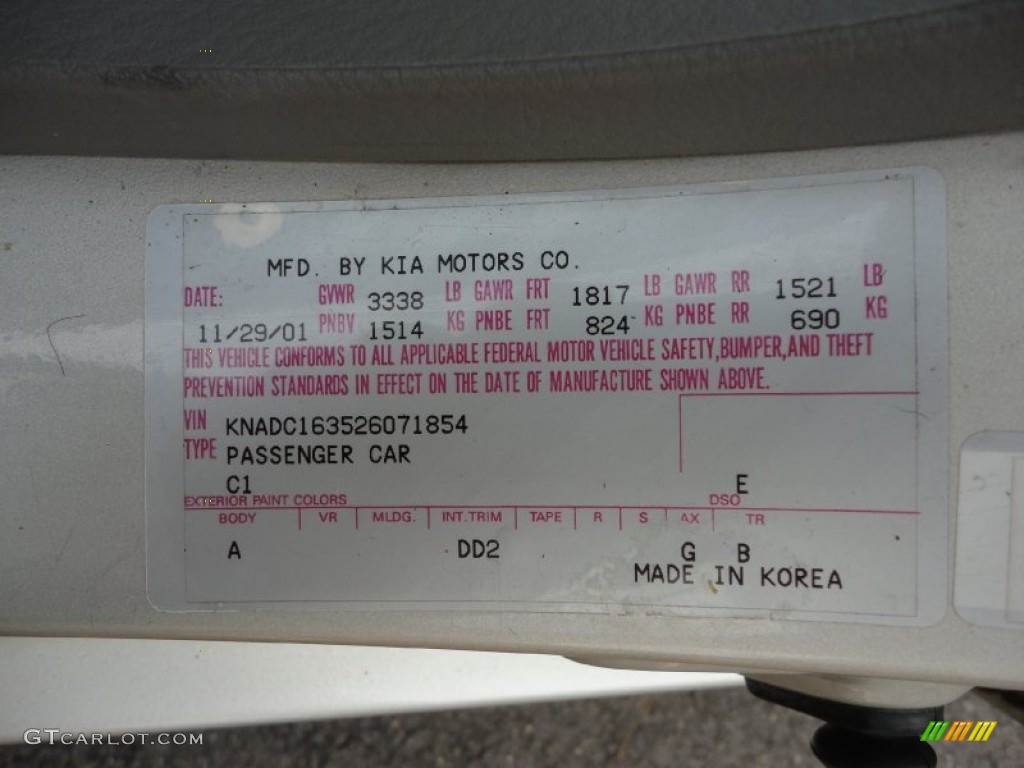 MFD. BY KIA MOTORS CO.
DATE: GVWR 3338 LB GAWR FRT 1817 LB GAWR RR 1521 LB
11/29/01 PNBV 1514 KG PNBE FRT 824 KG PNBE RR 690 KG
THIS VEHICLE CONFORMS TO ALL APPLICABLE FEDERAL MOTOR VEHICLE SAFETY,BUMPER,AND THEFT
PREVENTION STANDARDS IN EFFECT ON THE DATE OF MANUFACTURE SHOWN ABOVE.
VIN KNADC163526071854
TYPE PASSENGER CAR
C1 E
EXTERIOR PAINT COLORS DSO
BODY VR MLDG. INT.TRIM TAPE R S AX TR
A DD2 G B
MADE IN KOREA
GTCARLOT.COM